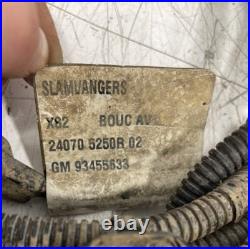 SLAMVANGERS
X82 BOUC AV
24070 5250R 02
GM 93455633